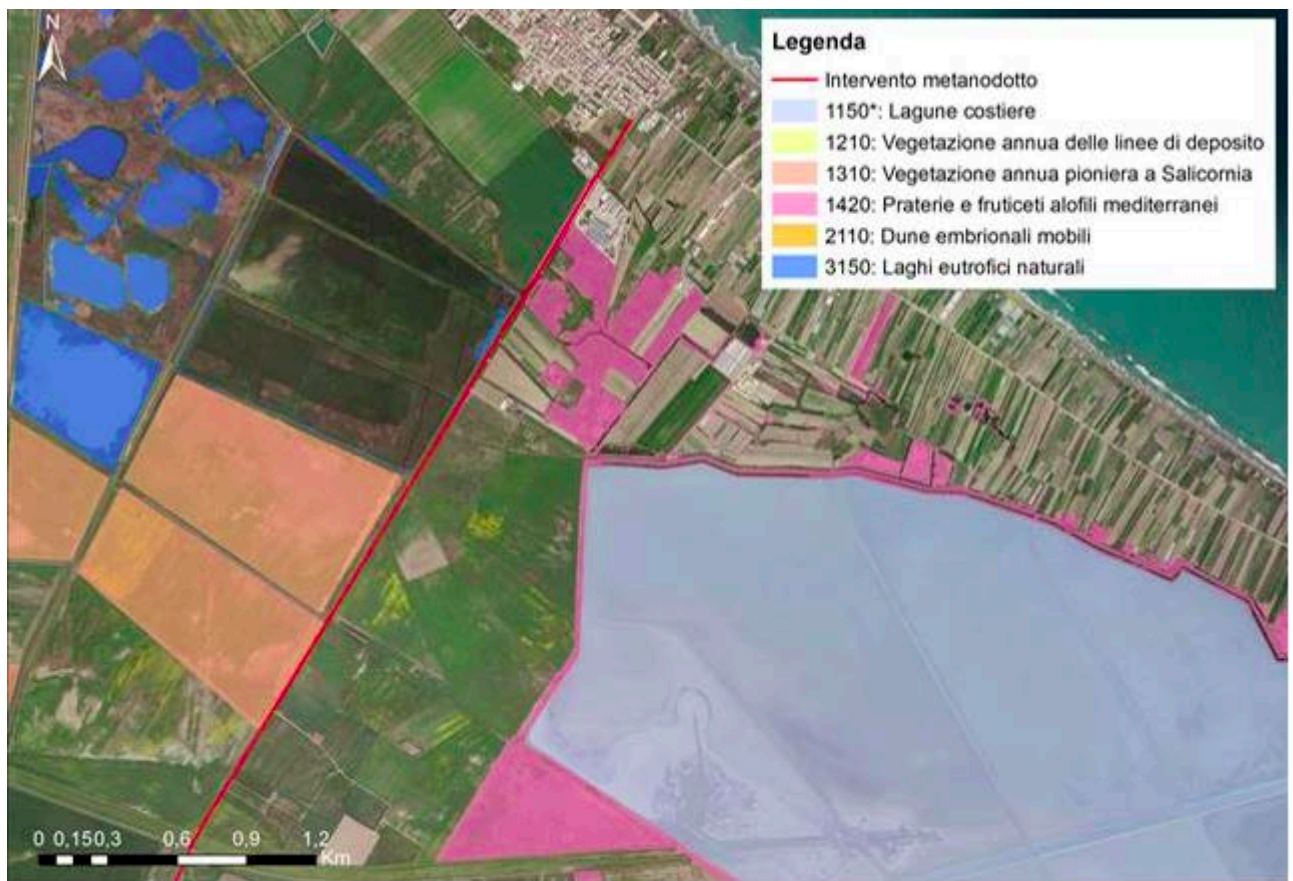 N
Legenda
Intervento metanodotto
1150*: Lagune costiere
1210: Vegetazione annua delle linee di deposito
1310: Vegetazione annua pioniera a Salicornia
1420: Praterie e fruticeti alofili mediterranei
2110: Dune embrionali mobili
3150: Laghi eutrofici naturali
0 0,15 0,3 0,6 0,9 1,2
Km